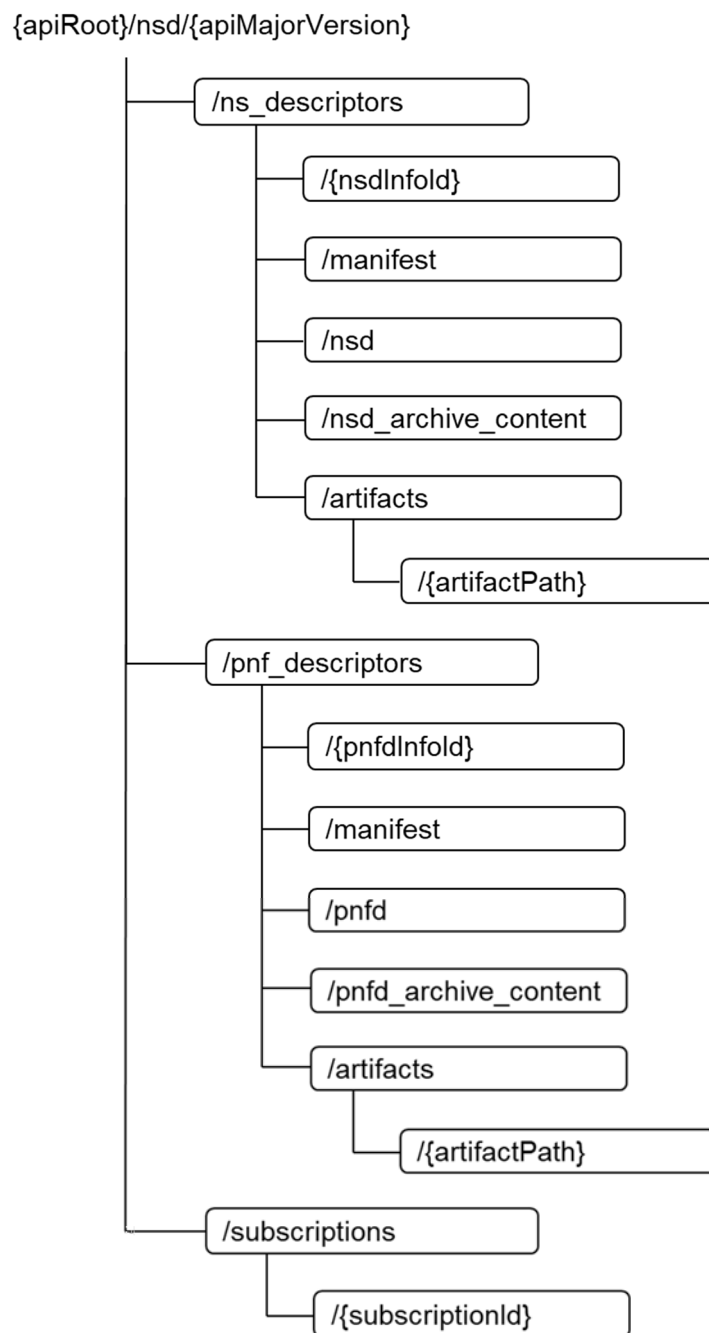 {apiRoot}/nsd/{apiMajorVersion}
/ns_descriptors
/{nsdInfoId}
/manifest
/nsd
/nsd_archive_content
/artifacts
/{artifactPath}
/pnf_descriptors
/{pnfdInfoId}
/manifest
/pnfd
/pnfd_archive_content
/artifacts
/{artifactPath}
/subscriptions
/{subscriptionId}